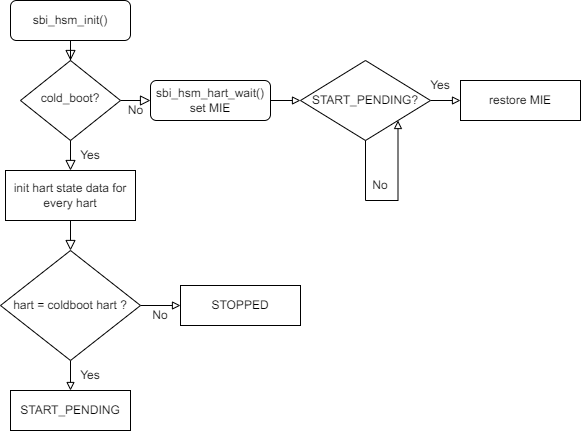 sbi_hsm_init()
cold_boot?
No
sbi_hsm_hart_wait()
set MIE
START_PENDING?
Yes
restore MIE
No
Yes
init hart state data for
every hart
hart = coldboot hart ?
No
STOPPED
Yes
START_PENDING